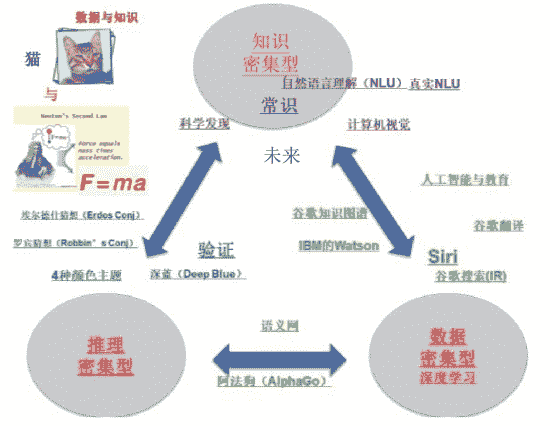 数据与知识
猫
与
Newton's Second Law
Force equals
mass times
acceleration.
F=ma
知识
密集型
自然语言理解（NLU）真实NLU
常识
科学发现
计算机视觉
未来
人工智能与教育
埃尔德什猜想（Erdos Conj）
谷歌知识图谱
谷歌翻译
罗宾猜想（Robbin's Conj）
验证
IBM的Watson
Siri
4种颜色主题
深蓝（Deep Blue）
谷歌搜索(IR)
推理
密集型
语义网
阿法狗（AlphaGo）
数据
密集型
深度学习